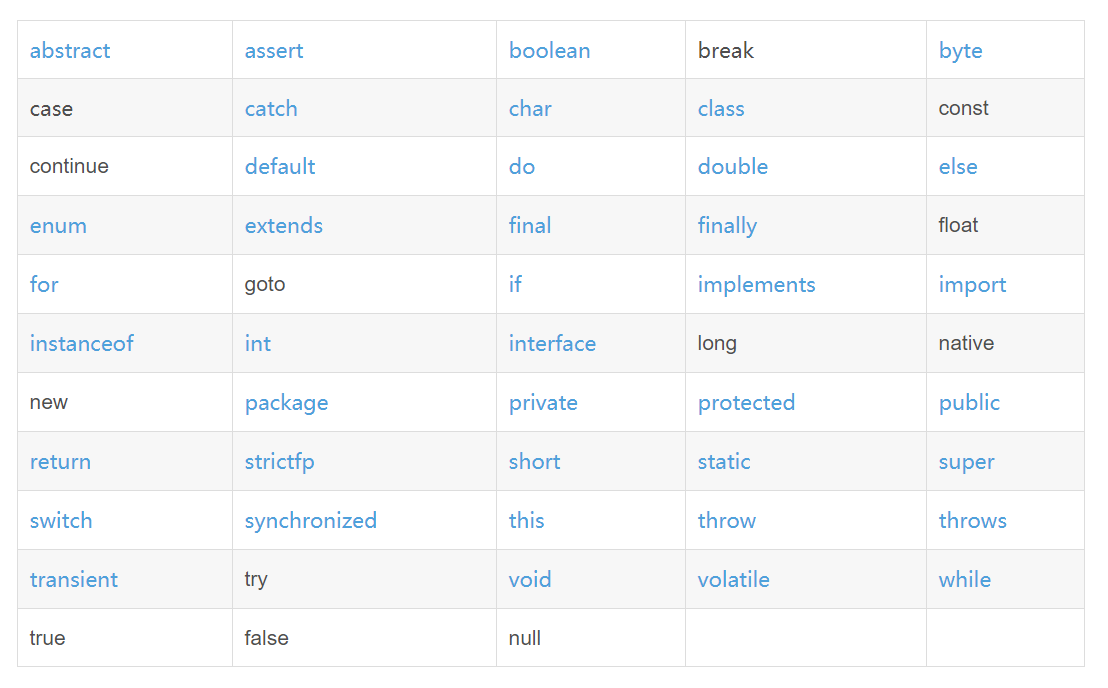 abstract assert boolean break byte
case catch char class const
continue default do double else
enum extends final finally float
for goto if implements import
instanceof int interface long native
new package private protected public
return strictfp short static super
switch synchronized this throw throws
transient try void volatile while
true false null